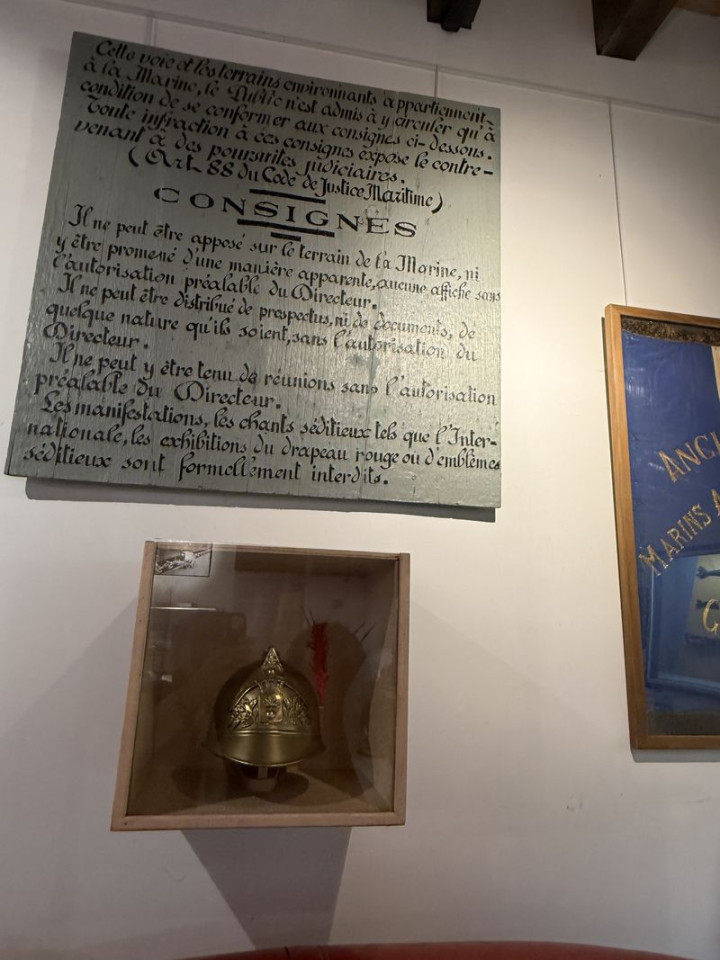 Cette voie et les terrains environnants appartiennent
à la Marine, le Public n'est admis à y circuler qu'à
condition de se conformer aux consignes ci-dessous.
Toute infraction à ces consignes expose le contre-
venant à des poursuites judiciaires.
(Art. 88 du Code de Justice Maritime)
CONSIGNES
Il ne peut être apposé sur le terrain de la Marine, ni
y être promené d'une manière apparente, aucune affiche sans
l'autorisation préalable du Directeur.
Il ne peut être distribué de prospectus, ni de documents, de
quelque nature qu'ils soient, sans l'autorisation du
Directeur.
Il ne peut y être tenu de réunions sans l'autorisation
préalable du Directeur.
Les manifestations, les chants séditieux tels que l'Inter-
nationale, les exhibitions du drapeau rouge ou d'emblèmes
séditieux sont formellement interdits.
ANCI
MARINS A